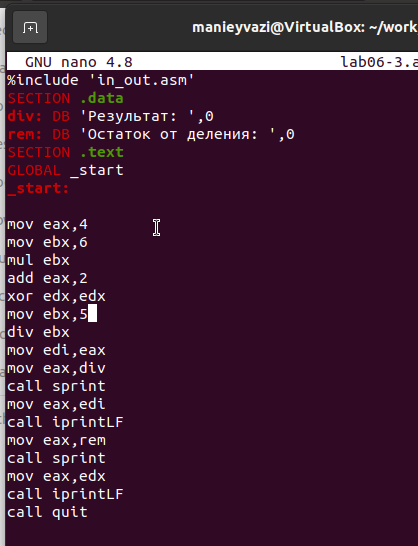 manieyvazi@VirtualBox: ~/work
GNU nano 4.8 lab06-3.a
%include 'in_out.asm'
SECTION .data
div: DB 'Результат: ',0
rem: DB 'Остаток от деления: ',0
SECTION .text
GLOBAL _start
_start:
mov eax,4
mov ebx,6
mul ebx
add eax,2
xor edx,edx
mov ebx,5
div ebx
mov edi,eax
mov eax,div
call sprint
mov eax,edi
call iprintLF
mov eax,rem
call sprint
mov eax,edx
call iprintLF
call quit